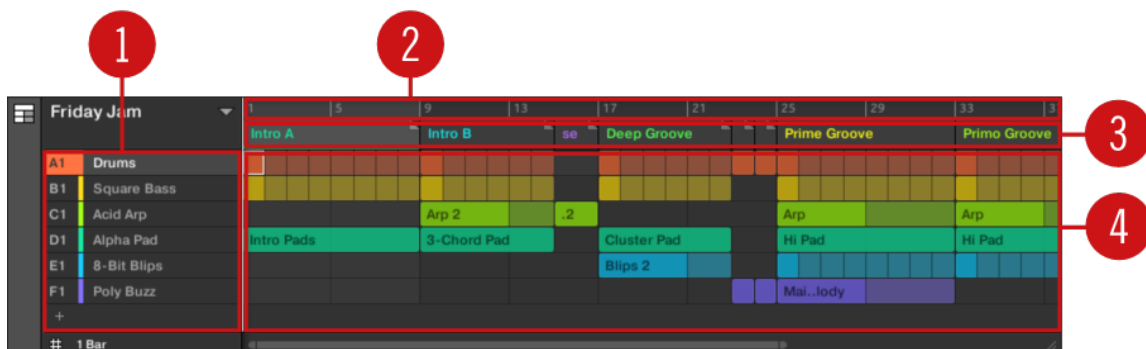 1
2
Friday Jam
1 5 9 13 17 21 25 29 33 37
Intro A Intro B se Deep Groove Prime Groove Primo Groove
3
A1 Drums
B1 Square Bass
C1 Acid Arp Arp 2 .2 Arp Arp
D1 Alpha Pad Intro Pads 3-Chord Pad Cluster Pad Hi Pad Hi Pad
4
E1 8-Bit Blips Blips 2
F1 Poly Buzz Mai..lody
+
# 1 Bar